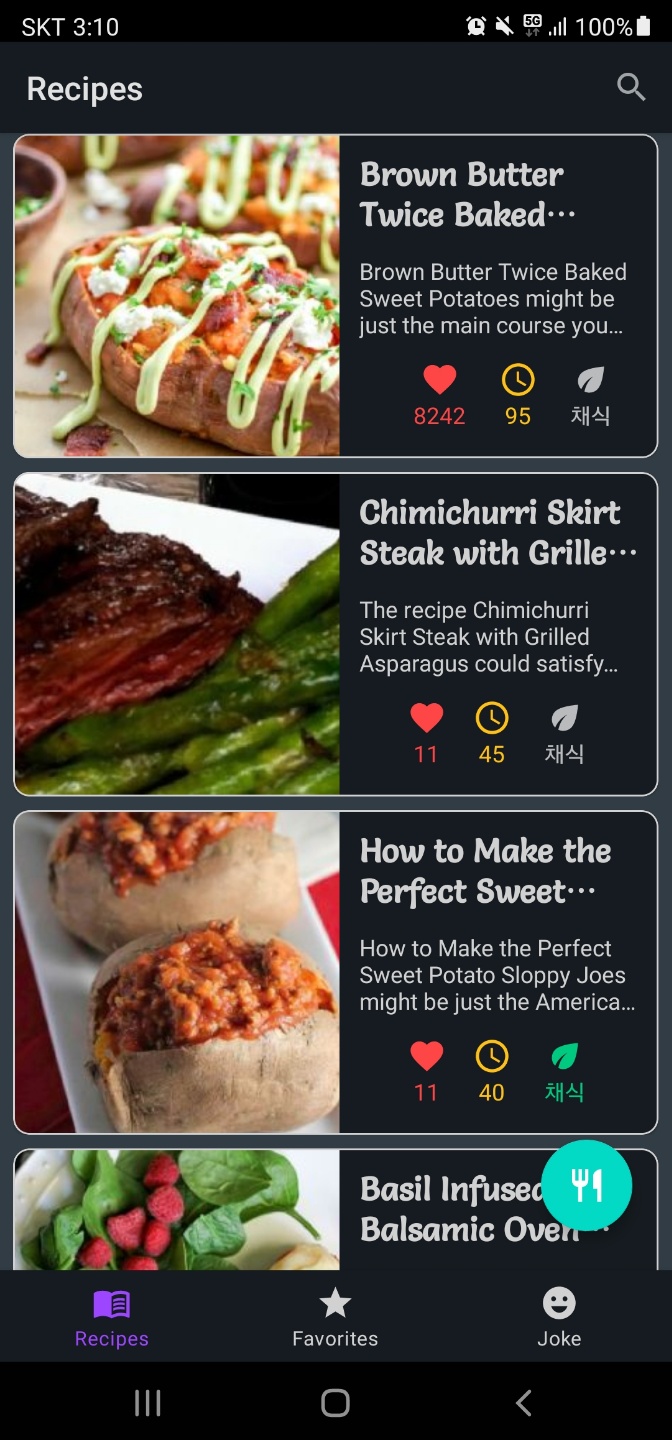 SKT 3:10
5G
100%
Recipes
Brown Butter
Twice Baked…
Brown Butter Twice Baked
Sweet Potatoes might be
just the main course you…
8242
95
채식
Chimichurri Skirt
Steak with Grille…
The recipe Chimichurri
Skirt Steak with Grilled
Asparagus could satisfy…
11
45
채식
How to Make the
Perfect Sweet…
How to Make the Perfect
Sweet Potato Sloppy Joes
might be just the America…
11
40
채식
Basil Infused
Balsamic Oven…
Recipes
Favorites
Joke